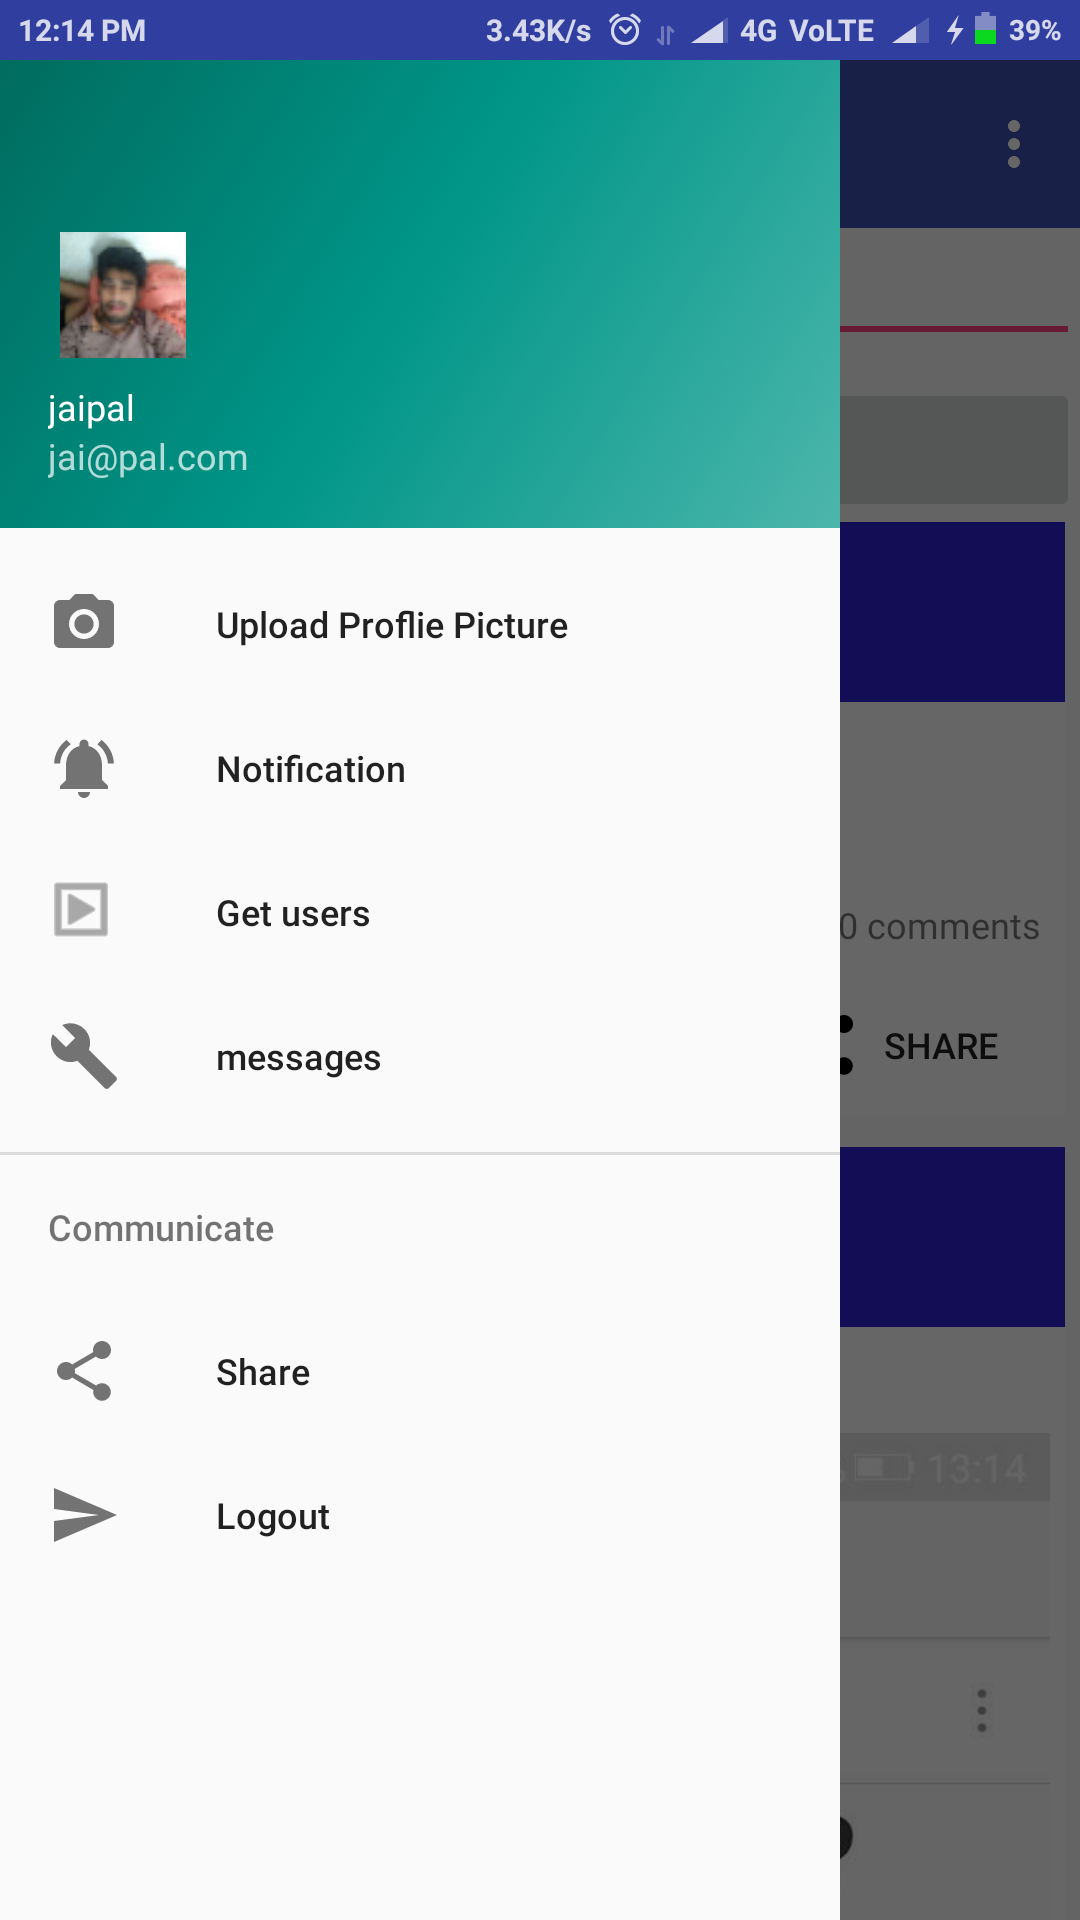 12:14 PM 3.43K/s 4G VoLTE 39%
jaipal
jai@pal.com
Upload Proflie Picture
Notification
Get users
messages
0 comments
SHARE
Communicate
Share
13:14
Logout